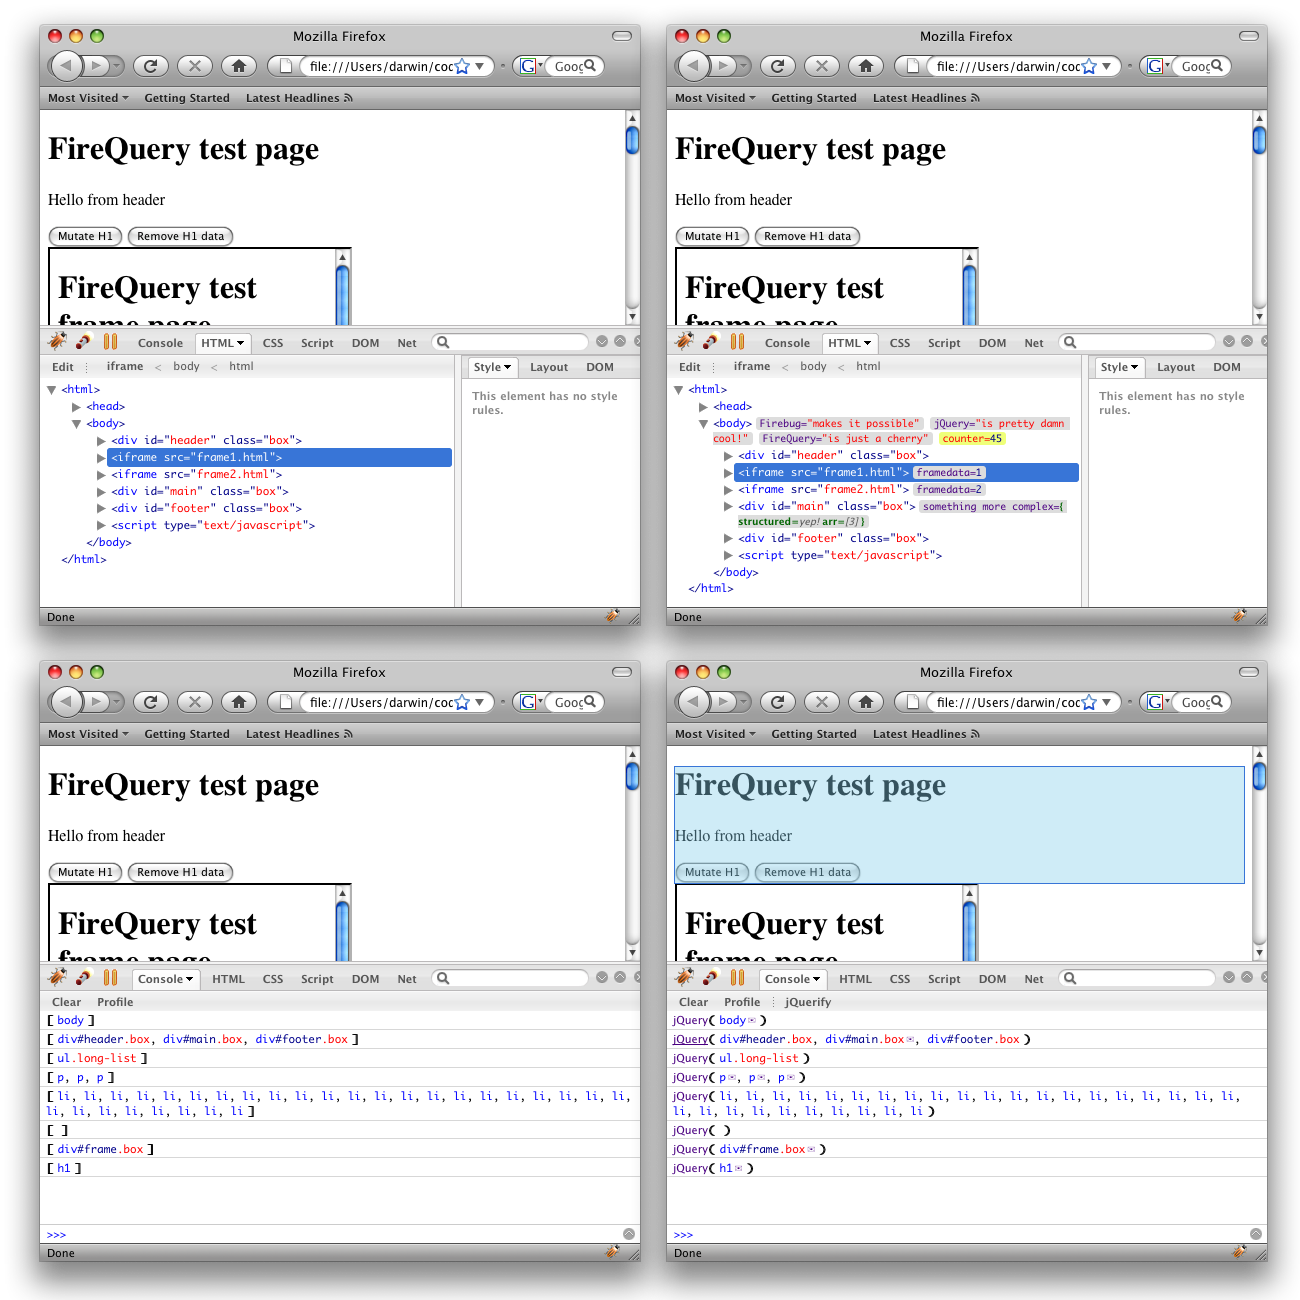 Mozilla Firefox
file:///Users/darwin/coc
G Goog
Most Visited Getting Started Latest Headlines
FireQuery test page
Hello from header
Mutate H1 Remove H1 data
FireQuery test
frame page
Console HTML CSS Script DOM Net
Edit iframe < body < html
Style Layout DOM
<html>
<head>
<body>
<div id="header" class="box">
<iframe src="frame1.html">
<iframe src="frame2.html">
<div id="main" class="box">
<div id="footer" class="box">
<script type="text/javascript">
</body>
</html>
This element has no style
rules.
Done
Mozilla Firefox
file:///Users/darwin/coc
G Goog
Most Visited Getting Started Latest Headlines
FireQuery test page
Hello from header
Mutate H1 Remove H1 data
FireQuery test
frame page
Console HTML CSS Script DOM Net
Edit iframe < body < html
Style Layout DOM
<html>
<head>
<body> Firebug="makes it possible" jQuery="is pretty damn
cool!" FireQuery="is just a cherry" counter=45
<div id="header" class="box">
<iframe src="frame1.html"> framedata=1
<iframe src="frame2.html"> framedata=2
<div id="main" class="box"> something more complex={
structured=yep! arr=[3] }
<div id="footer" class="box">
<script type="text/javascript">
</body>
</html>
This element has no style
rules.
Done
Mozilla Firefox
file:///Users/darwin/coc
G Goog
Most Visited Getting Started Latest Headlines
FireQuery test page
Hello from header
Mutate H1 Remove H1 data
FireQuery test
frame page
Console HTML CSS Script DOM Net
Clear Profile
[ body ]
[ div#header.box, div#main.box, div#footer.box ]
[ ul.long-list ]
[ p, p, p ]
[ li, li, li, li, li, li, li, li, li, li, li, li, li, li, li, li, li, li, li, li, li, li,
li, li, li, li, li, li, li, li ]
[ ]
[ div#frame.box ]
[ h1 ]
>>>
Done
Mozilla Firefox
file:///Users/darwin/coc
G Goog
Most Visited Getting Started Latest Headlines
FireQuery test page
Hello from header
Mutate H1 Remove H1 data
FireQuery test
frame page
Console HTML CSS Script DOM Net
Clear Profile jQuerify
jQuery( body )
jQuery( div#header.box, div#main.box, div#footer.box )
jQuery( ul.long-list )
jQuery( p, p, p )
jQuery( li, li, li, li, li, li, li, li, li, li, li, li, li, li, li, li, li, li, li, li,
li, li, li, li, li, li, li, li, li, li )
jQuery( )
jQuery( div#frame.box )
jQuery( h1 )
>>>
Done